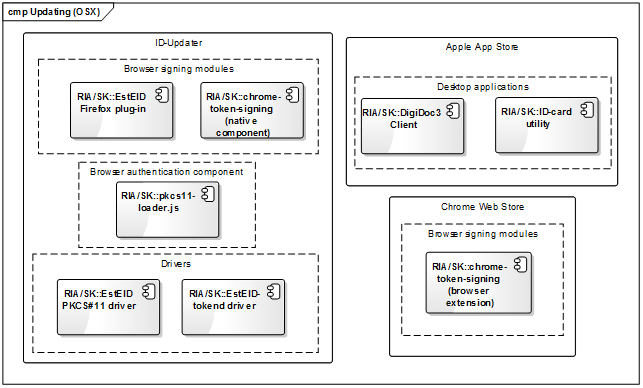 cmp Updating (OSX)
ID-Updater
Browser signing modules
RIA/SK::EstEID
Firefox plug-in
RIA/SK::chrome-
token-signing
(native
component)
Browser authentication component
RIA/SK::pkcs11-
loader.js
Drivers
RIA/SK::EstEID
PKCS#11 driver
RIA/SK::EstEID-
tokend driver
Apple App Store
Desktop applications
RIA/SK::DigiDoc3
Client
RIA/SK::ID-card
utility
Chrome Web Store
Browser signing modules
RIA/SK::chrome-
token-signing
(browser
extension)